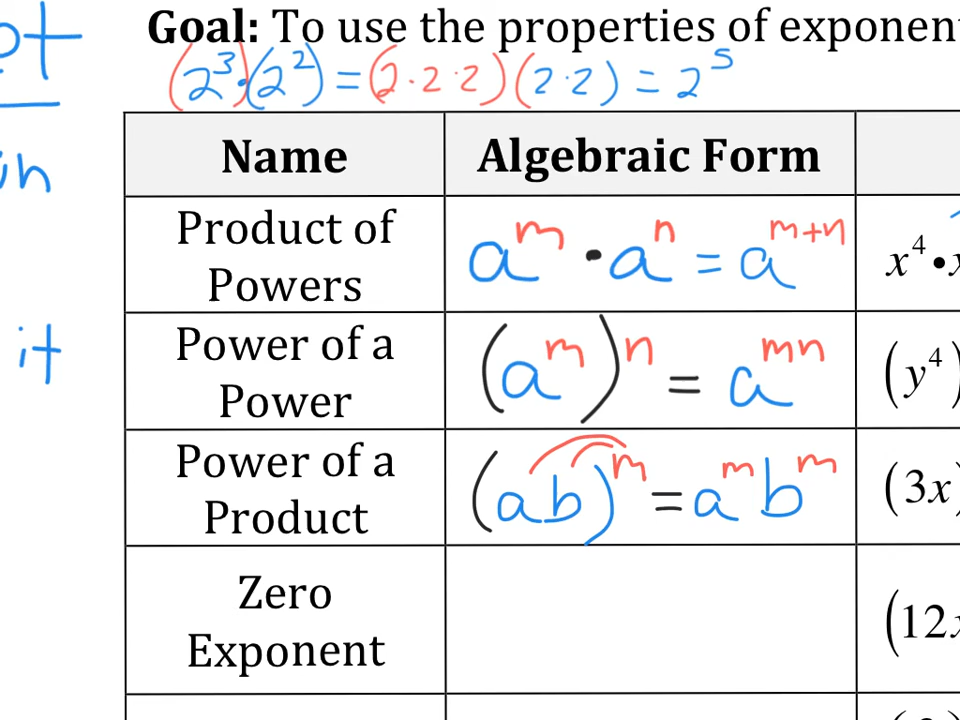 Goal: To use the properties of exponent
(2³)·(2²) = (2·2·2)(2·2) = 2⁵
in
it
Name Algebraic Form
Product of Powers aᵐ · aⁿ = aᵐ⁺ⁿ x⁴ •
Power of a Power (aᵐ)ⁿ = aᵐⁿ (y⁴)
Power of a Product (ab)ᵐ = aᵐbᵐ (3x)
Zero Exponent (12x